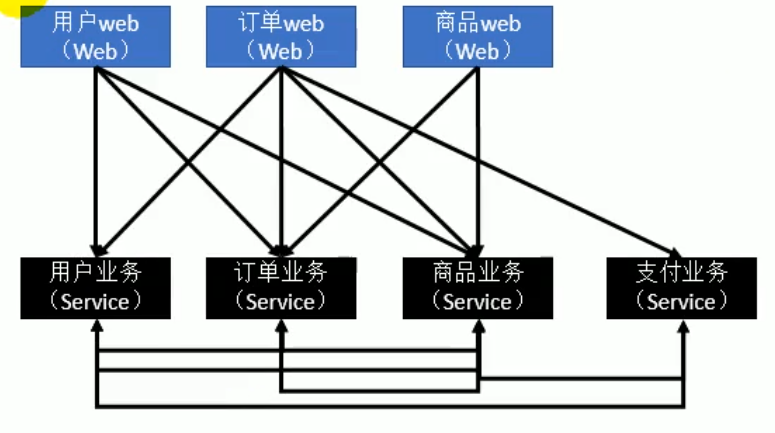 用户web
（Web）
订单web
（Web）
商品web
（Web）
用户业务
（Service）
订单业务
（Service）
商品业务
（Service）
支付业务
（Service）